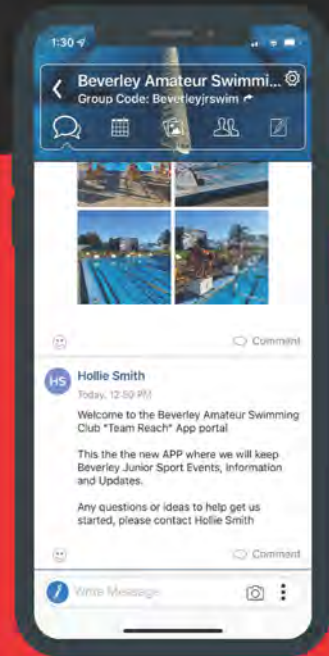 1:30
Beverley Amateur Swimmi...
Group Code: Beverleyjrswim
Comment
HS
Hollie Smith
Today, 12:50 PM
Welcome to the Beverley Amateur Swimming
Club "Team Reach" App portal
This the the new APP where we will keep
Beverley Junior Sport Events, Information
and Updates.
Any questions or ideas to help get us
started, please contact Hollie Smith
Comment
Write Message